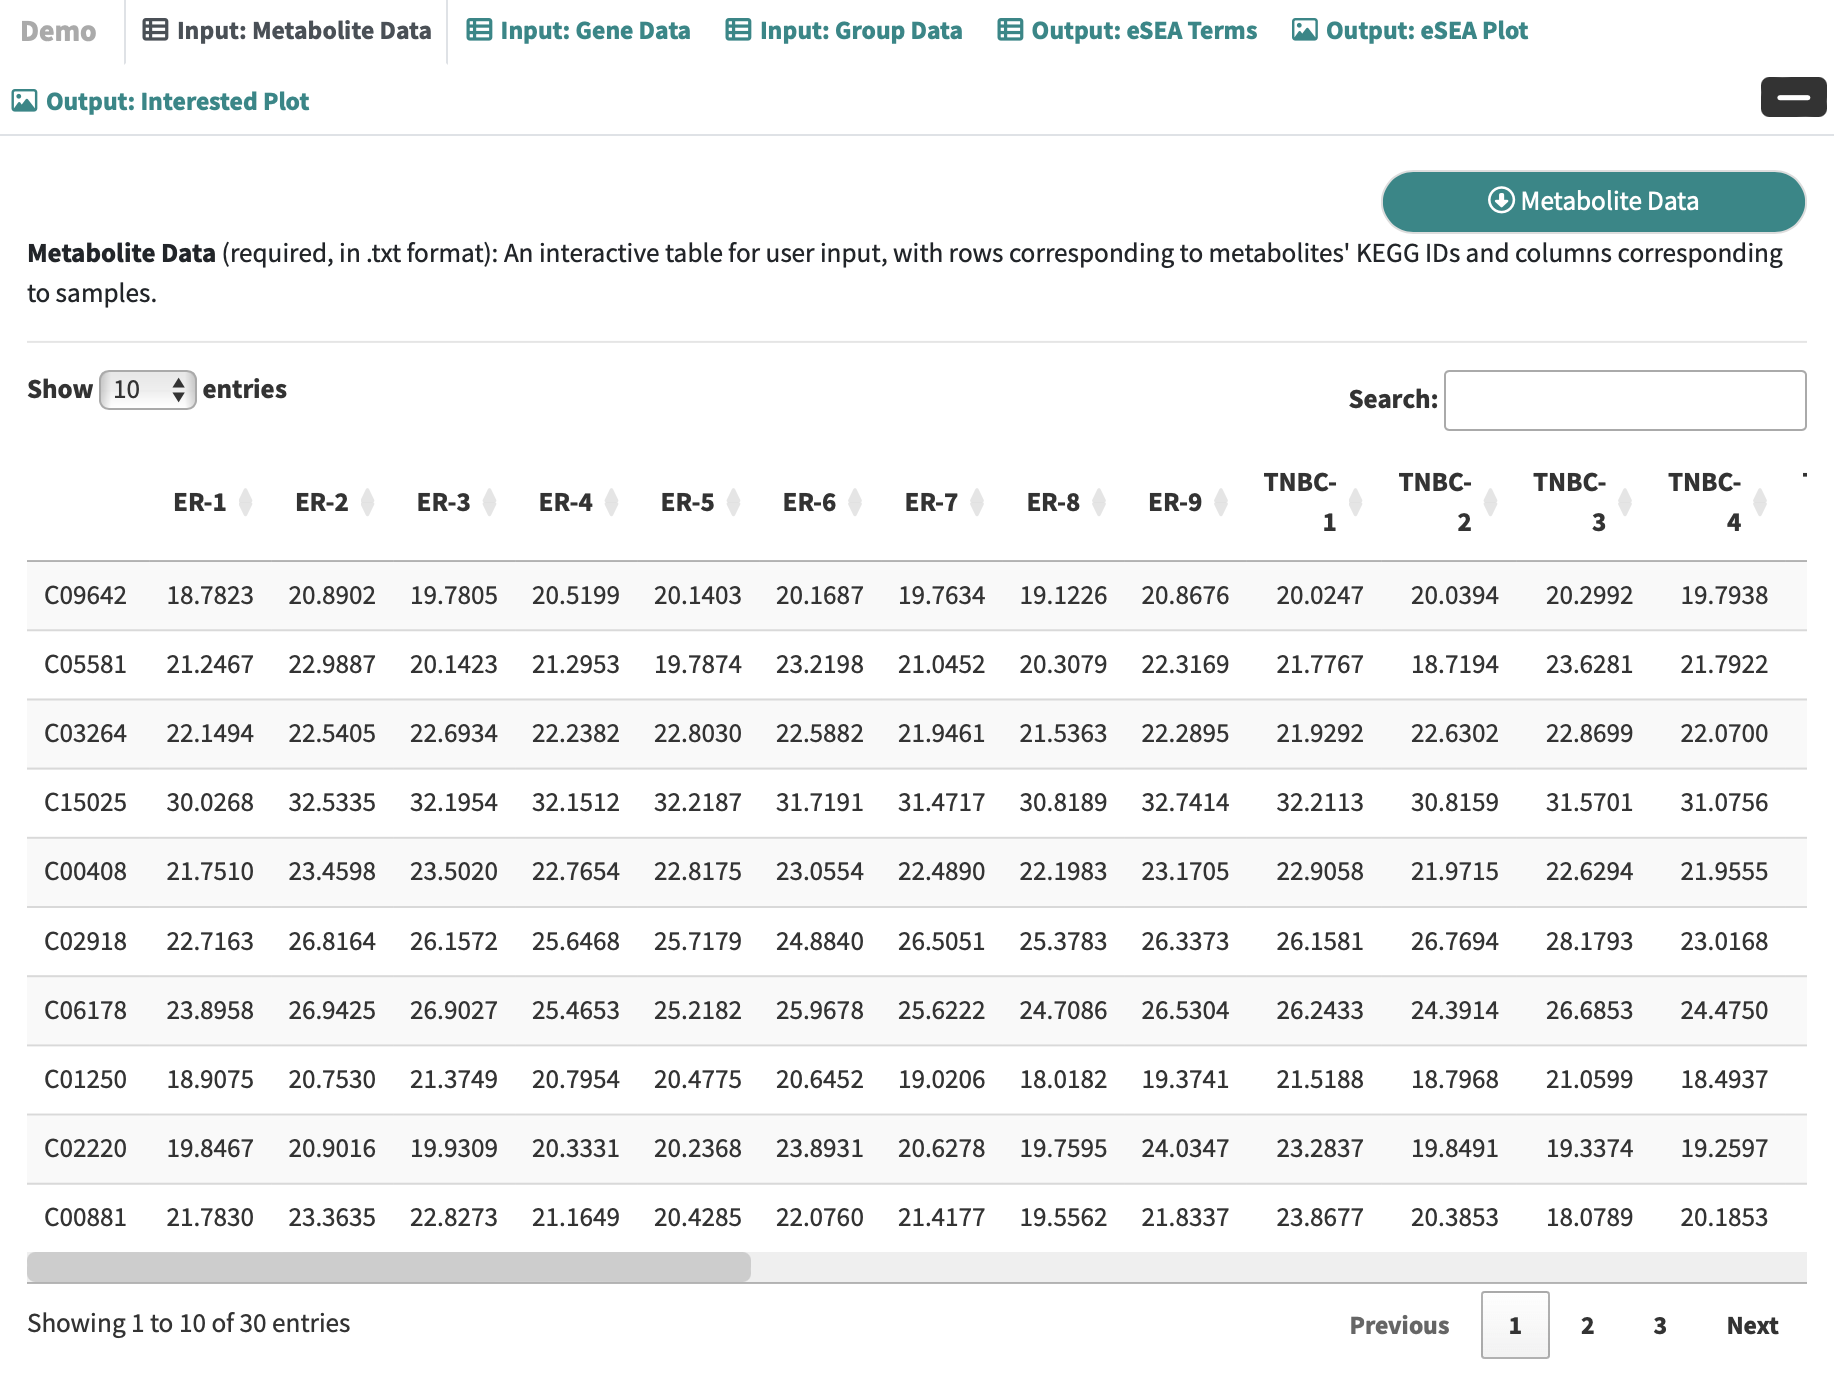 Demo Input: Metabolite Data Input: Gene Data Input: Group Data Output: eSEA Terms Output: eSEA Plot
Output: Interested Plot
Metabolite Data
Metabolite Data (required, in .txt format): An interactive table for user input, with rows corresponding to metabolites' KEGG IDs and columns corresponding
to samples.
Show 10 entries
Search:
ER-1 ER-2 ER-3 ER-4 ER-5 ER-6 ER-7 ER-8 ER-9 TNBC-1 TNBC-2 TNBC-3 TNBC-4
C09642 18.7823 20.8902 19.7805 20.5199 20.1403 20.1687 19.7634 19.1226 20.8676 20.0247 20.0394 20.2992 19.7938
C05581 21.2467 22.9887 20.1423 21.2953 19.7874 23.2198 21.0452 20.3079 22.3169 21.7767 18.7194 23.6281 21.7922
C03264 22.1494 22.5405 22.6934 22.2382 22.8030 22.5882 21.9461 21.5363 22.2895 21.9292 22.6302 22.8699 22.0700
C15025 30.0268 32.5335 32.1954 32.1512 32.2187 31.7191 31.4717 30.8189 32.7414 32.2113 30.8159 31.5701 31.0756
C00408 21.7510 23.4598 23.5020 22.7654 22.8175 23.0554 22.4890 22.1983 23.1705 22.9058 21.9715 22.6294 21.9555
C02918 22.7163 26.8164 26.1572 25.6468 25.7179 24.8840 26.5051 25.3783 26.3373 26.1581 26.7694 28.1793 23.0168
C06178 23.8958 26.9425 26.9027 25.4653 25.2182 25.9678 25.6222 24.7086 26.5304 26.2433 24.3914 26.6853 24.4750
C01250 18.9075 20.7530 21.3749 20.7954 20.4775 20.6452 19.0206 18.0182 19.3741 21.5188 18.7968 21.0599 18.4937
C02220 19.8467 20.9016 19.9309 20.3331 20.2368 23.8931 20.6278 19.7595 24.0347 23.2837 19.8491 19.3374 19.2597
C00881 21.7830 23.3635 22.8273 21.1649 20.4285 22.0760 21.4177 19.5562 21.8337 23.8677 20.3853 18.0789 20.1853
Showing 1 to 10 of 30 entries
Previous 1 2 3 Next